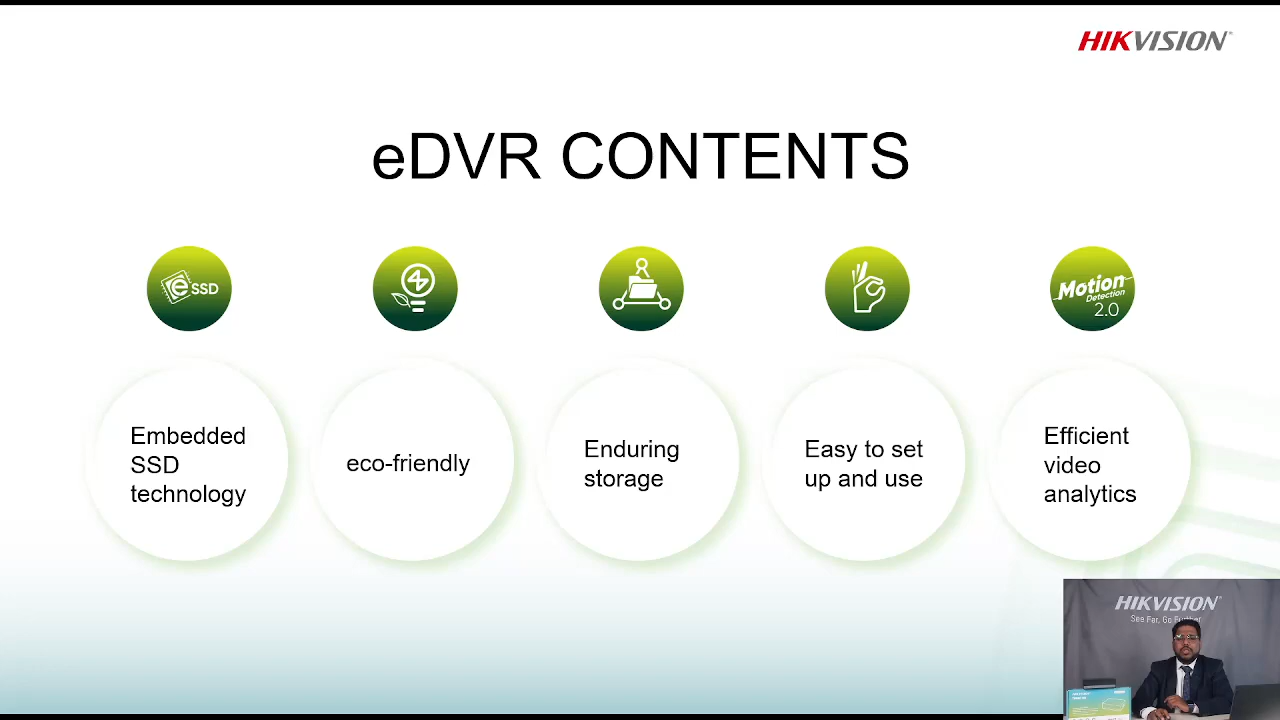 HIKVISION
eDVR CONTENTS
eSSD
Motion
Detection
2.0
Embedded
SSD
technology
eco-friendly
Enduring
storage
Easy to set
up and use
Efficient
video
analytics
HIKVISION
See Far, Go Further